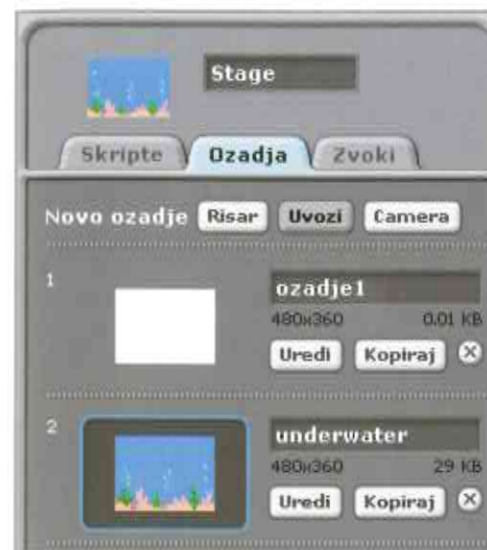 Stage
Skripte Ozadja Zvoki
Novo ozadje Risar Uvozi Camera
1
ozadje1
480x360 0.01 KB
Uredi Kopiraj
2
underwater
480x360 29 KB
Uredi Kopiraj